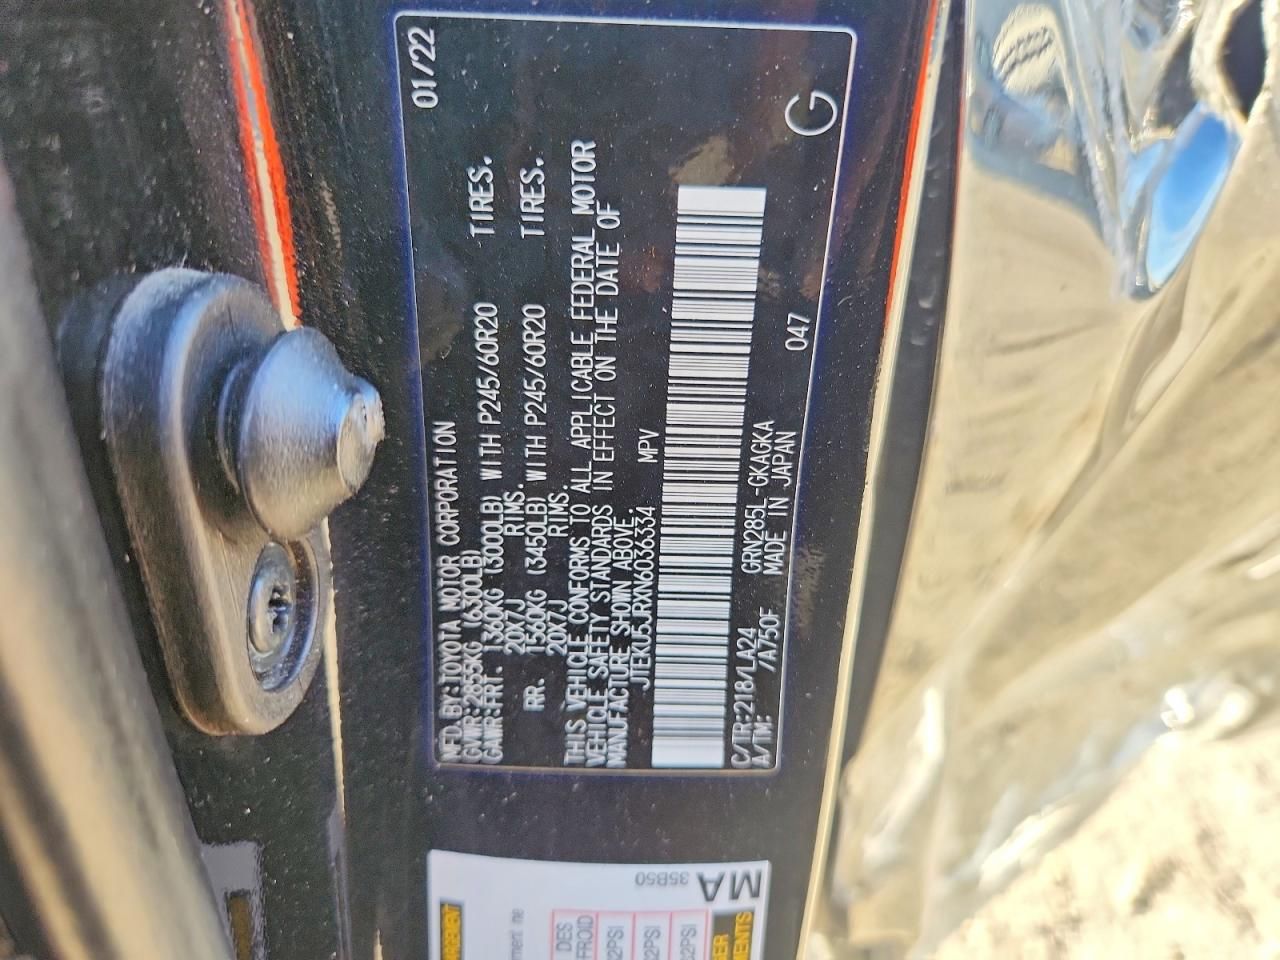 MFD. BY: TOYOTA MOTOR CORPORATION 01/22
GVWR: 2855KG (6300LB)
GAWR: FRT. 1360KG (3000LB) WITH P245/60R20 TIRES.
20X7J RIMS.
RR. 1560KG (3450LB) WITH P245/60R20 TIRES.
20X7J RIMS.
THIS VEHICLE CONFORMS TO ALL APPLICABLE FEDERAL MOTOR
VEHICLE SAFETY STANDARDS IN EFFECT ON THE DATE OF
MANUFACTURE SHOWN ABOVE.
JTEKU5JRXN6036334 MPV
C/TR: 218/LA24 GRN285L-GKAGKA 047 G
A/TM: /A750F MADE IN JAPAN
MA
35B50
DES
FROID